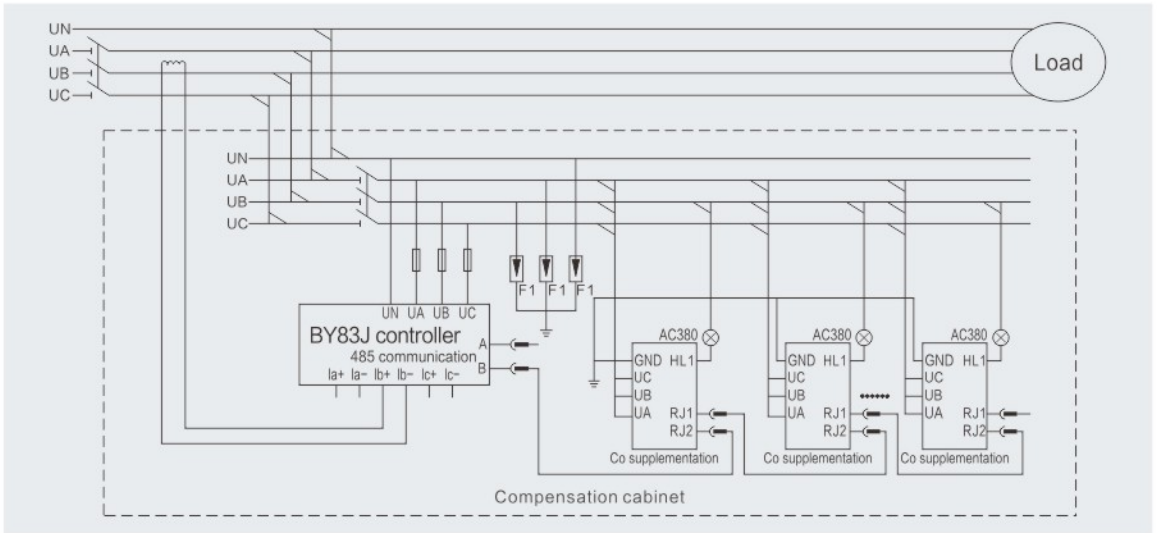 UN
UA
UB
UC
Load
UN
UA
UB
UC
F1
F1
UN UA UB UC
BY83J controller
485 communication
A
B
Ia+ Ia- Ib+ Ib- Ic+ Ic-
AC380
AC380
AC380
GND HL1
UC
UB
UA RJ1
RJ2
Co supplementation
GND HL1
UC
UB
UA RJ1
RJ2
Co supplementation
GND HL1
UC
UB
UA RJ1
RJ2
Co supplementation
Compensation cabinet